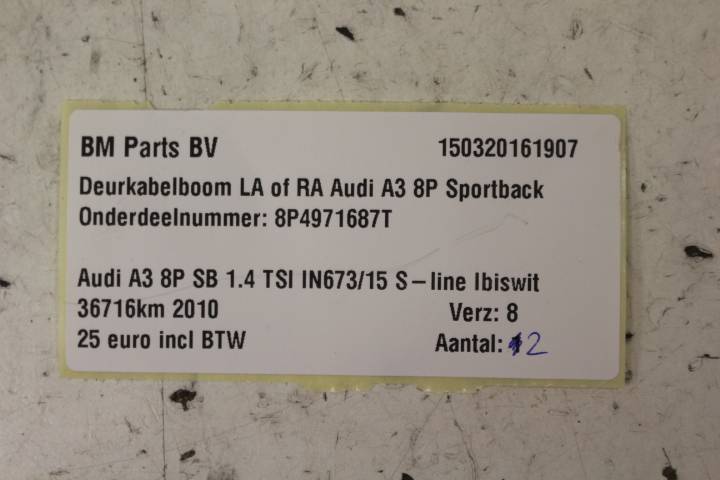 BM Parts BV 150320161907
Deurkabelboom LA of RA Audi A3 8P Sportback
Onderdeelnummer: 8P4971687T
Audi A3 8P SB 1.4 TSI IN673/15 S-line Ibiswit
36716km 2010 Verz: 8
25 euro incl BTW Aantal: 2